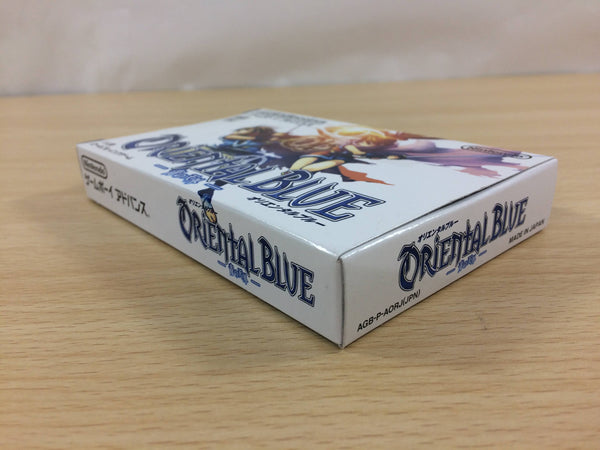 ORIENTAL BLUE
オリエンタルブルー
Nintendo
ゲームボーイ アドバンス
ORIENTAL BLUE
オリエンタルブルー
ORIENTAL BLUE
MADE IN JAPAN
AGB-P-AORJ(JPN)